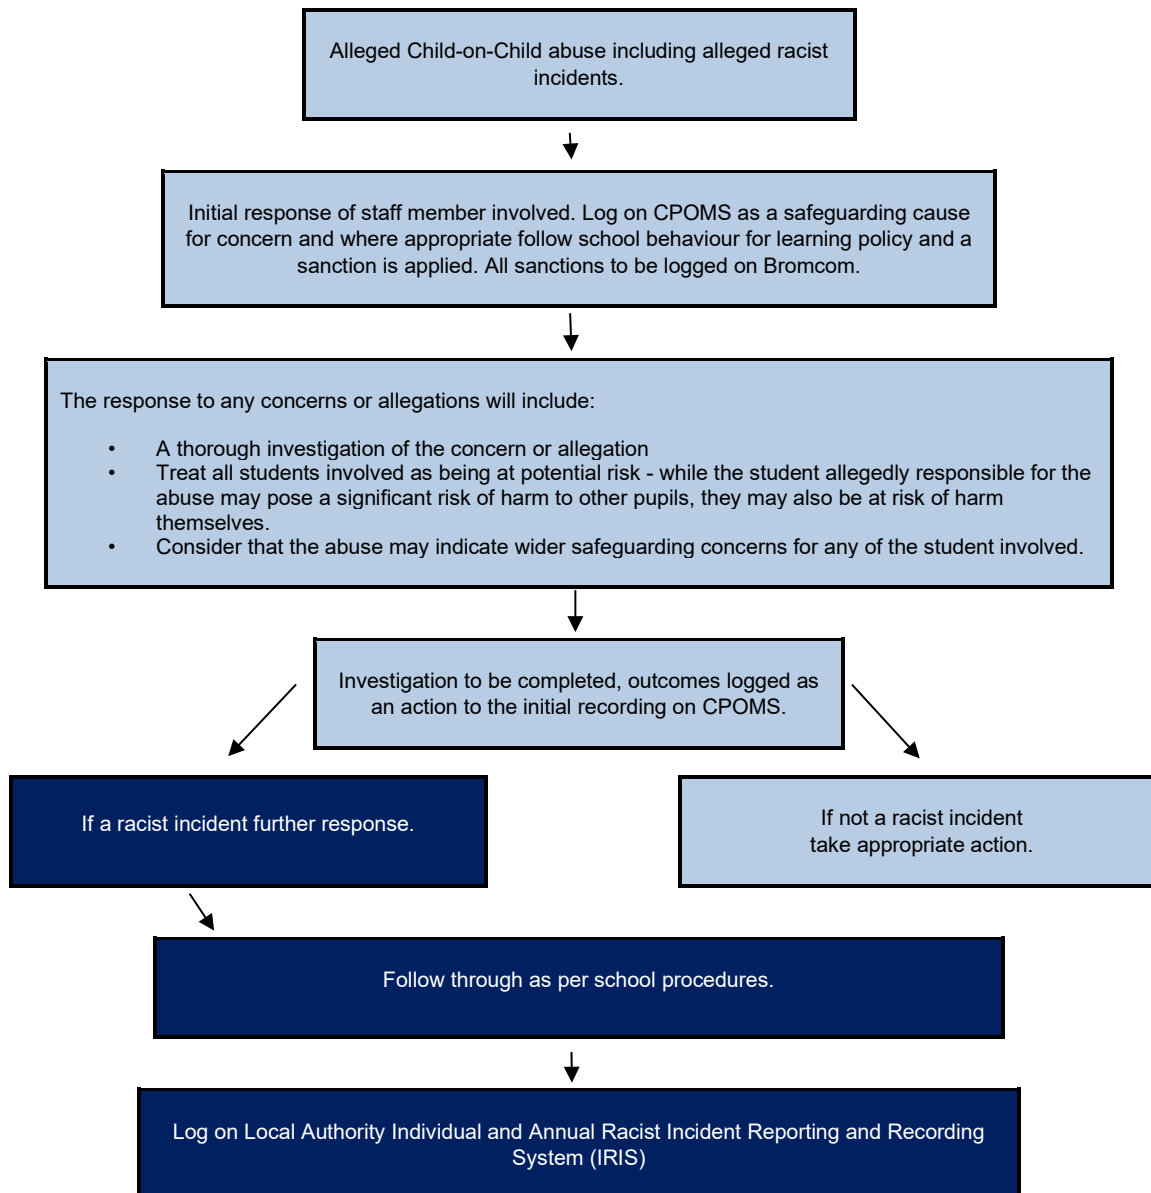 Alleged Child-on-Child abuse including alleged racist
incidents.
Initial response of staff member involved. Log on CPOMS as a safeguarding cause
for concern and where appropriate follow school behaviour for learning policy and a
sanction is applied. All sanctions to be logged on Bromcom.
The response to any concerns or allegations will include:
• A thorough investigation of the concern or allegation
• Treat all students involved as being at potential risk - while the student allegedly responsible for the
abuse may pose a significant risk of harm to other pupils, they may also be at risk of harm
themselves.
• Consider that the abuse may indicate wider safeguarding concerns for any of the student involved.
Investigation to be completed, outcomes logged as
an action to the initial recording on CPOMS.
If a racist incident further response.
If not a racist incident
take appropriate action.
Follow through as per school procedures.
Log on Local Authority Individual and Annual Racist Incident Reporting and Recording
System (IRIS)